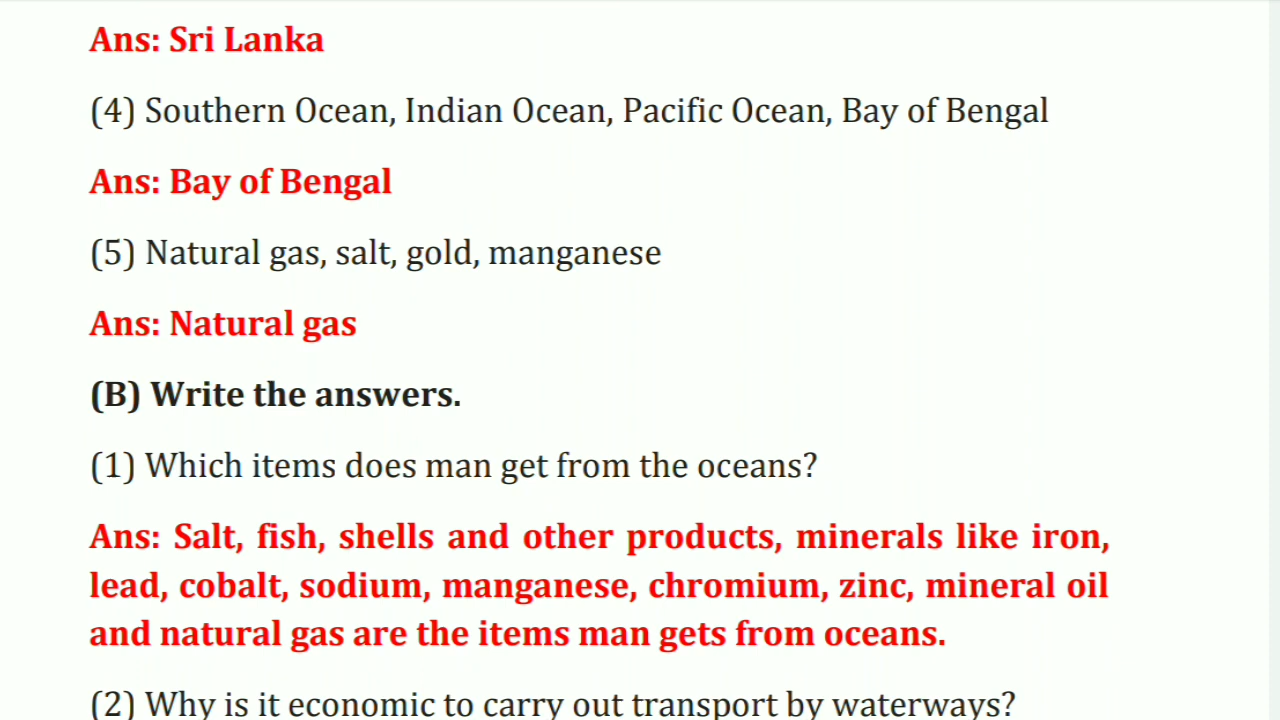 Ans: Sri Lanka
(4) Southern Ocean, Indian Ocean, Pacific Ocean, Bay of Bengal
Ans: Bay of Bengal
(5) Natural gas, salt, gold, manganese
Ans: Natural gas
(B) Write the answers.
(1) Which items does man get from the oceans?
Ans: Salt, fish, shells and other products, minerals like iron,
lead, cobalt, sodium, manganese, chromium, zinc, mineral oil
and natural gas are the items man gets from oceans.
(2) Why is it economic to carry out transport by waterways?